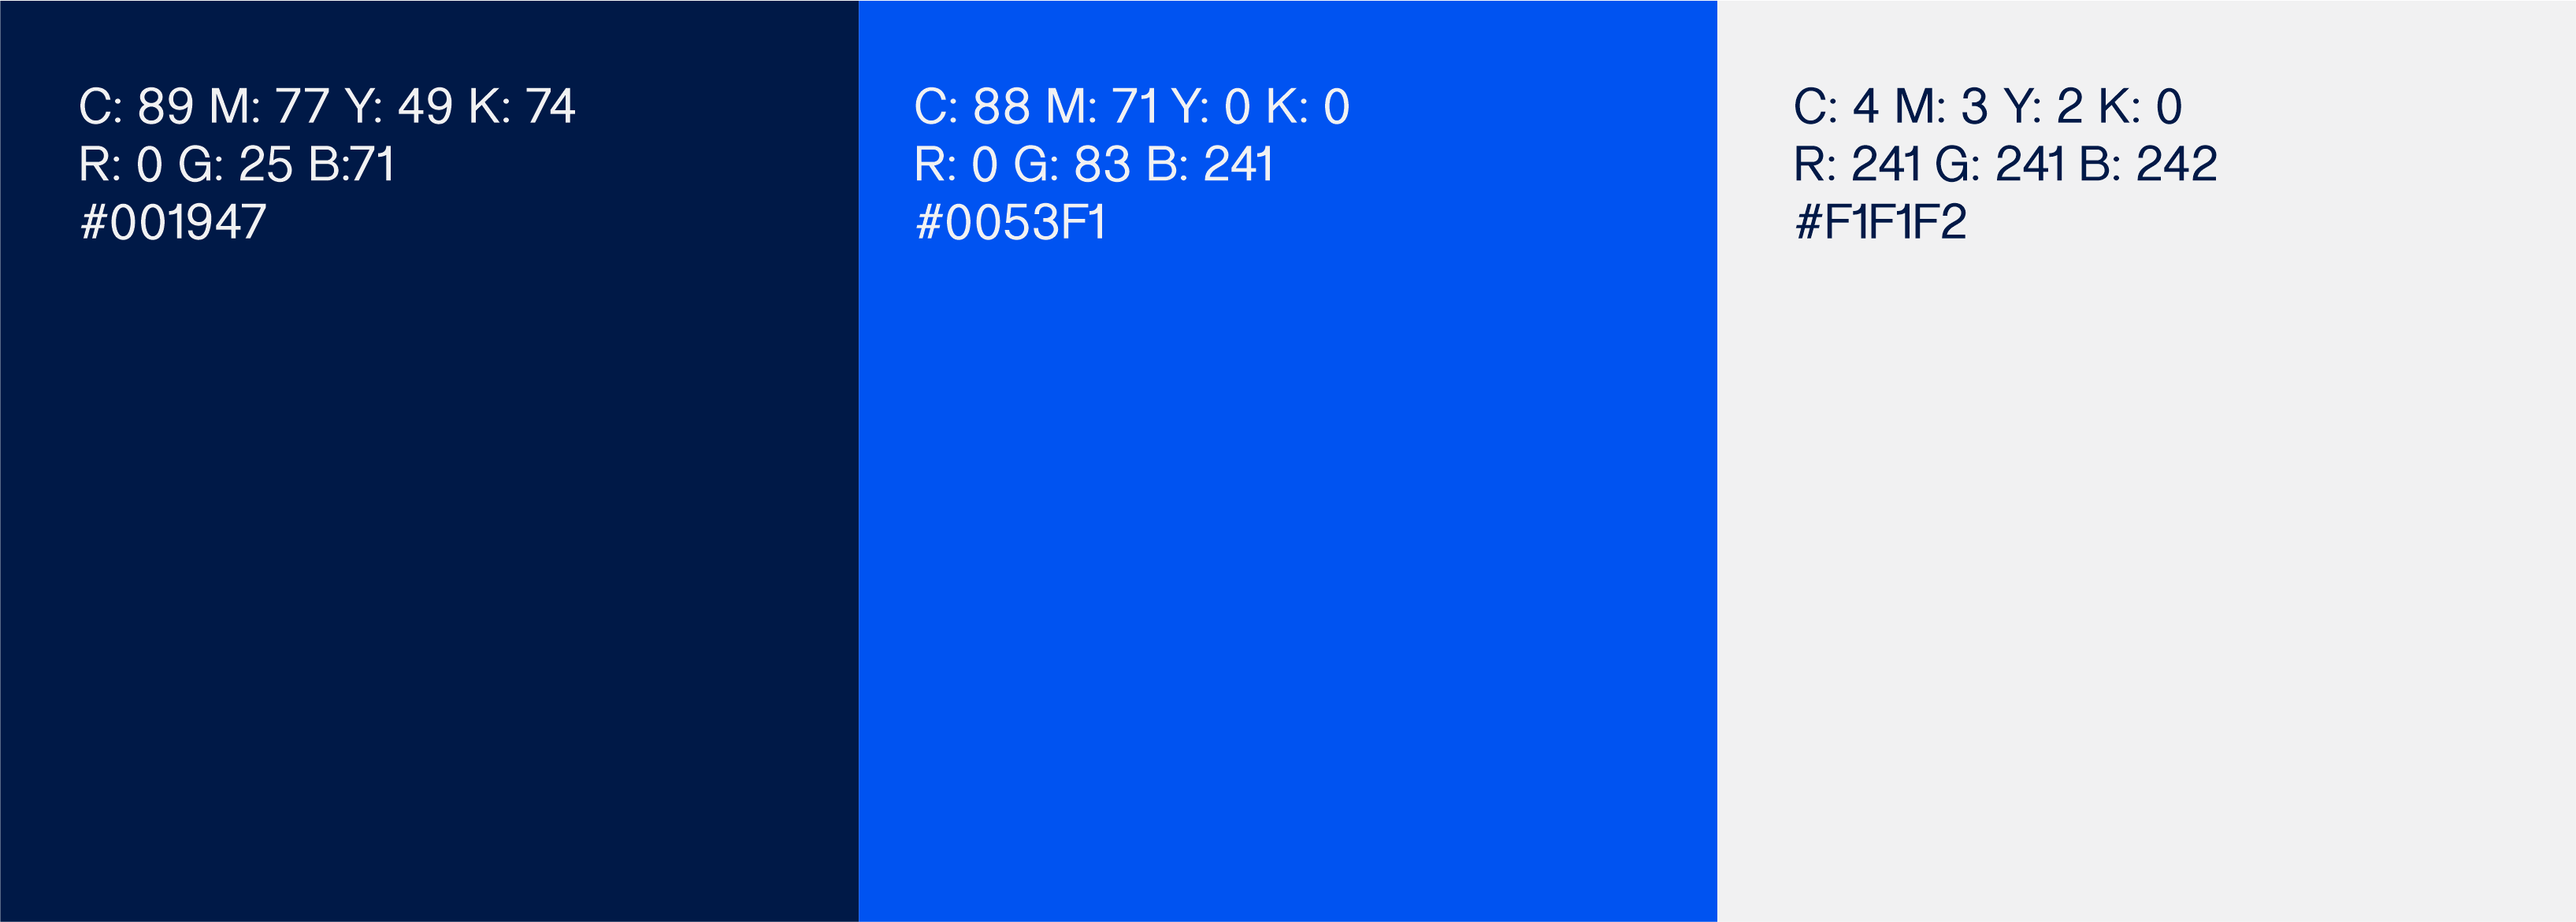 C: 89 M: 77 Y: 49 K: 74
R: 0 G: 25 B:71
#001947
C: 88 M: 71 Y: 0 K: 0
R: 0 G: 83 B: 241
#0053F1
C: 4 M: 3 Y: 2 K: 0
R: 241 G: 241 B: 242
#F1F1F2